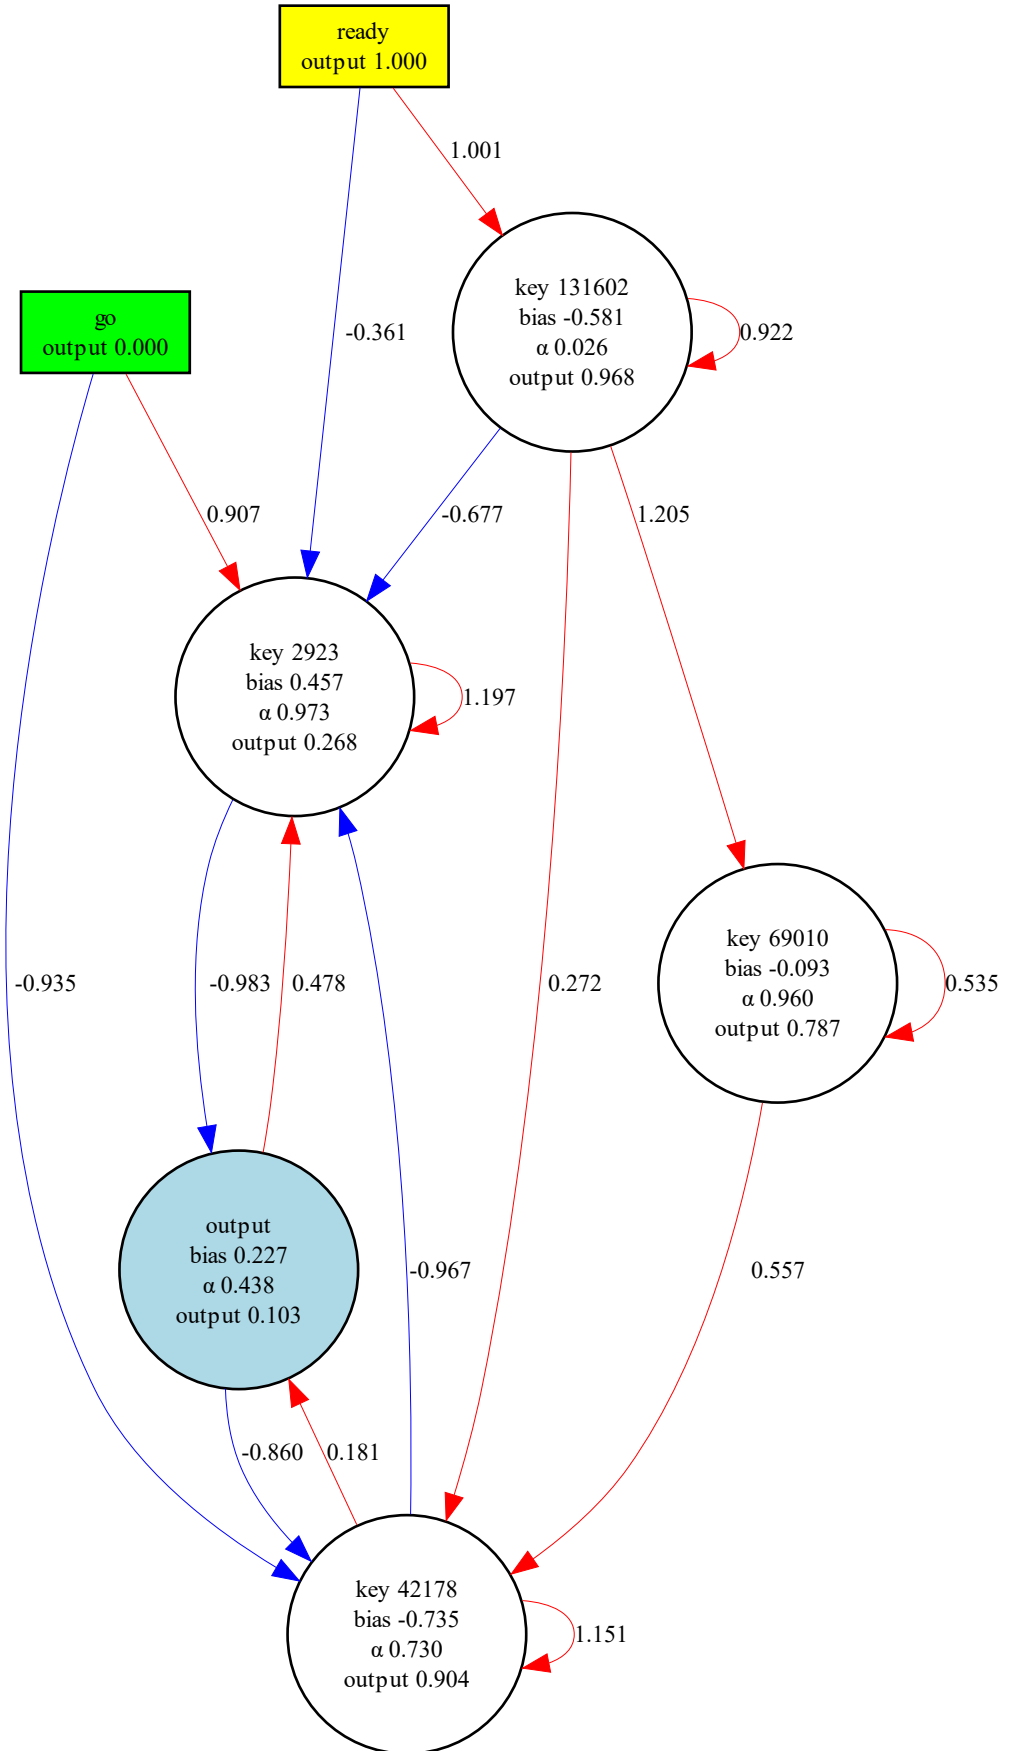 ready
output 1.000
1.001
key 131602
bias -0.581
α 0.026
output 0.968
0.922
go
output 0.000
-0.361
0.907
-0.677
1.205
key 2923
bias 0.457
α 0.973
output 0.268
1.197
key 69010
bias -0.093
α 0.960
output 0.787
0.535
-0.935
-0.983
0.478
0.272
output
bias 0.227
α 0.438
output 0.103
-0.967
0.557
-0.860
0.181
key 42178
bias -0.735
α 0.730
output 0.904
1.151